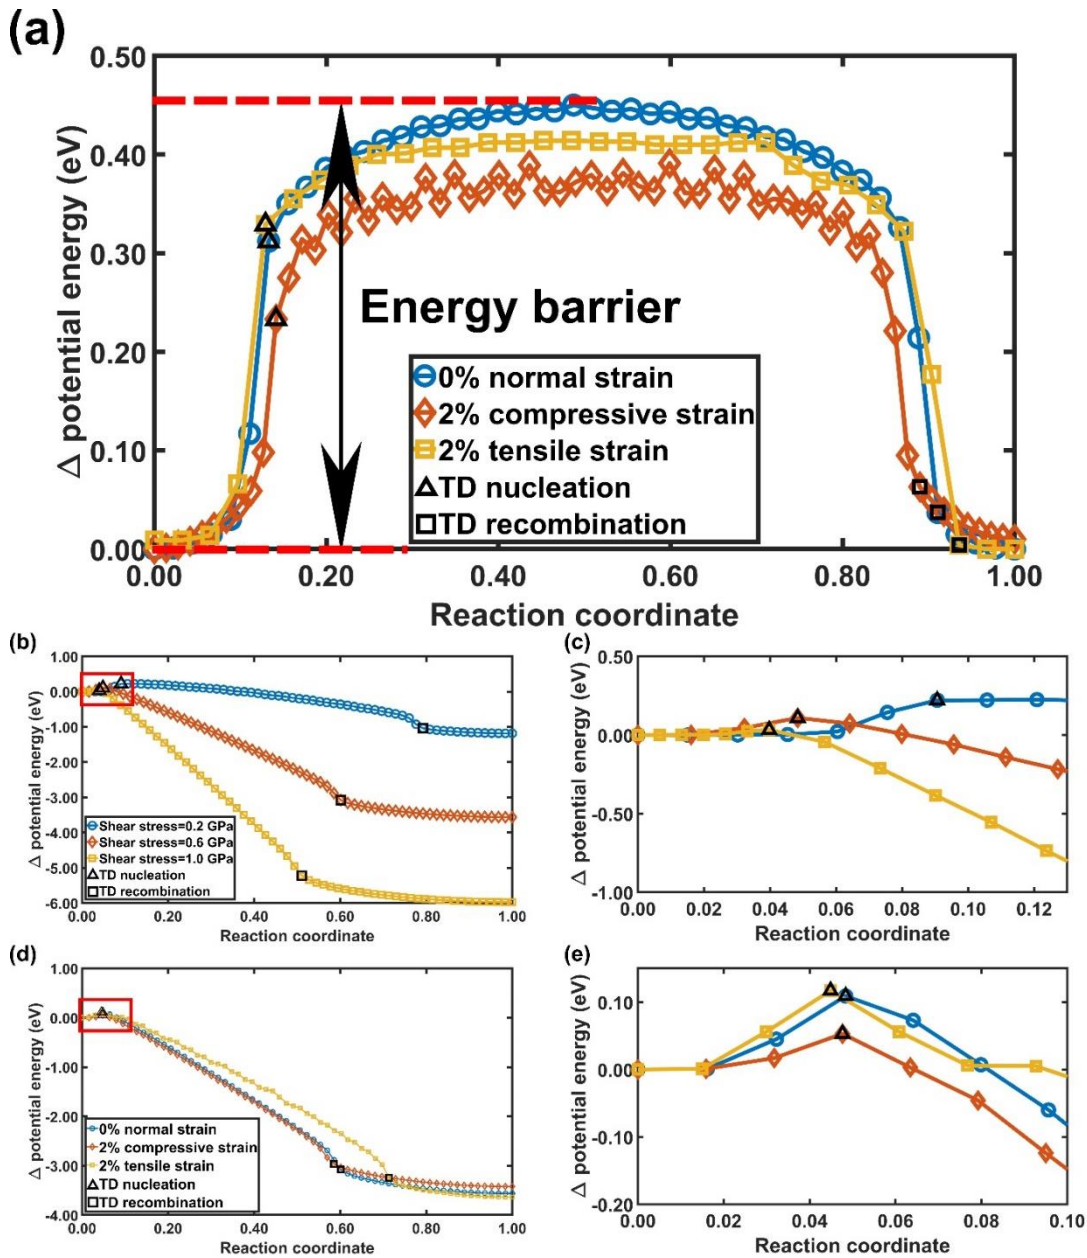 (a)
0.50
0.40
0.30
0.20
0.10
0.00
Δ potential energy (eV)
Energy barrier
0% normal strain
2% compressive strain
2% tensile strain
TD nucleation
TD recombination
0.00 0.20 0.40 0.60 0.80 1.00
Reaction coordinate
(b)
1.00
0.00
-1.00
-2.00
-3.00
-4.00
-5.00
-6.00
Δ potential energy (eV)
Shear stress=0.2 GPa
Shear stress=0.6 GPa
Shear stress=1.0 GPa
TD nucleation
TD recombination
0.00 0.20 0.40 0.60 0.80 1.00
Reaction coordinate
(c)
0.50
0.00
-0.50
-1.00
Δ potential energy (eV)
0.00 0.02 0.04 0.06 0.08 0.10 0.12
Reaction coordinate
(d)
1.00
0.00
-1.00
-2.00
-3.00
-4.00
Δ potential energy (eV)
0% normal strain
2% compressive strain
2% tensile strain
TD nucleation
TD recombination
0.00 0.20 0.40 0.60 0.80 1.00
Reaction coordinate
(e)
0.10
0.00
-0.10
-0.20
Δ potential energy (eV)
0.00 0.02 0.04 0.06 0.08 0.10
Reaction coordinate